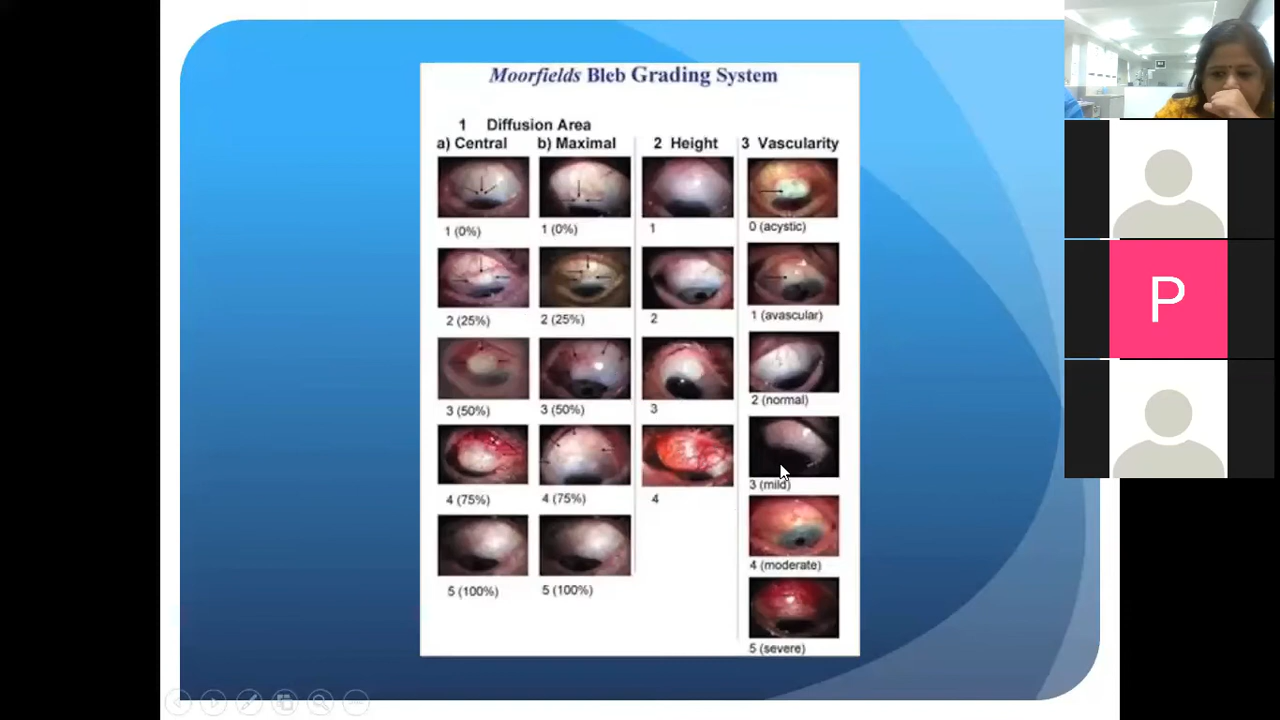 Moorfields Bleb Grading System
1 Diffusion Area
a) Central b) Maximal 2 Height 3 Vascularity
1 (0%)
2 (25%)
3 (50%)
4 (75%)
5 (100%)
1 (0%)
2 (25%)
3 (50%)
4 (75%)
5 (100%)
1
2
3
4
0 (acystic)
1 (avascular)
2 (normal)
3 (mild)
4 (moderate)
5 (severe)
P